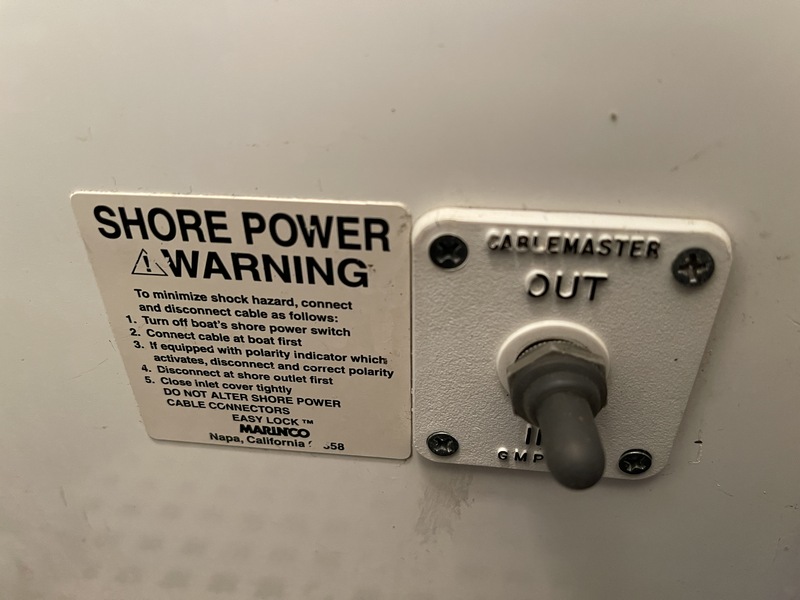 SHORE POWER
⚠WARNING
To minimize shock hazard, connect
and disconnect cable as follows:
1. Turn off boat's shore power switch
2. Connect cable at boat first
3. If equipped with polarity indicator which
activates, disconnect and correct polarity
4. Disconnect at shore outlet first
5. Close inlet cover tightly
DO NOT ALTER SHORE POWER
CABLE CONNECTORS
EASY LOCK™
MARINCO
Napa, California
CABLEMASTER
OUT